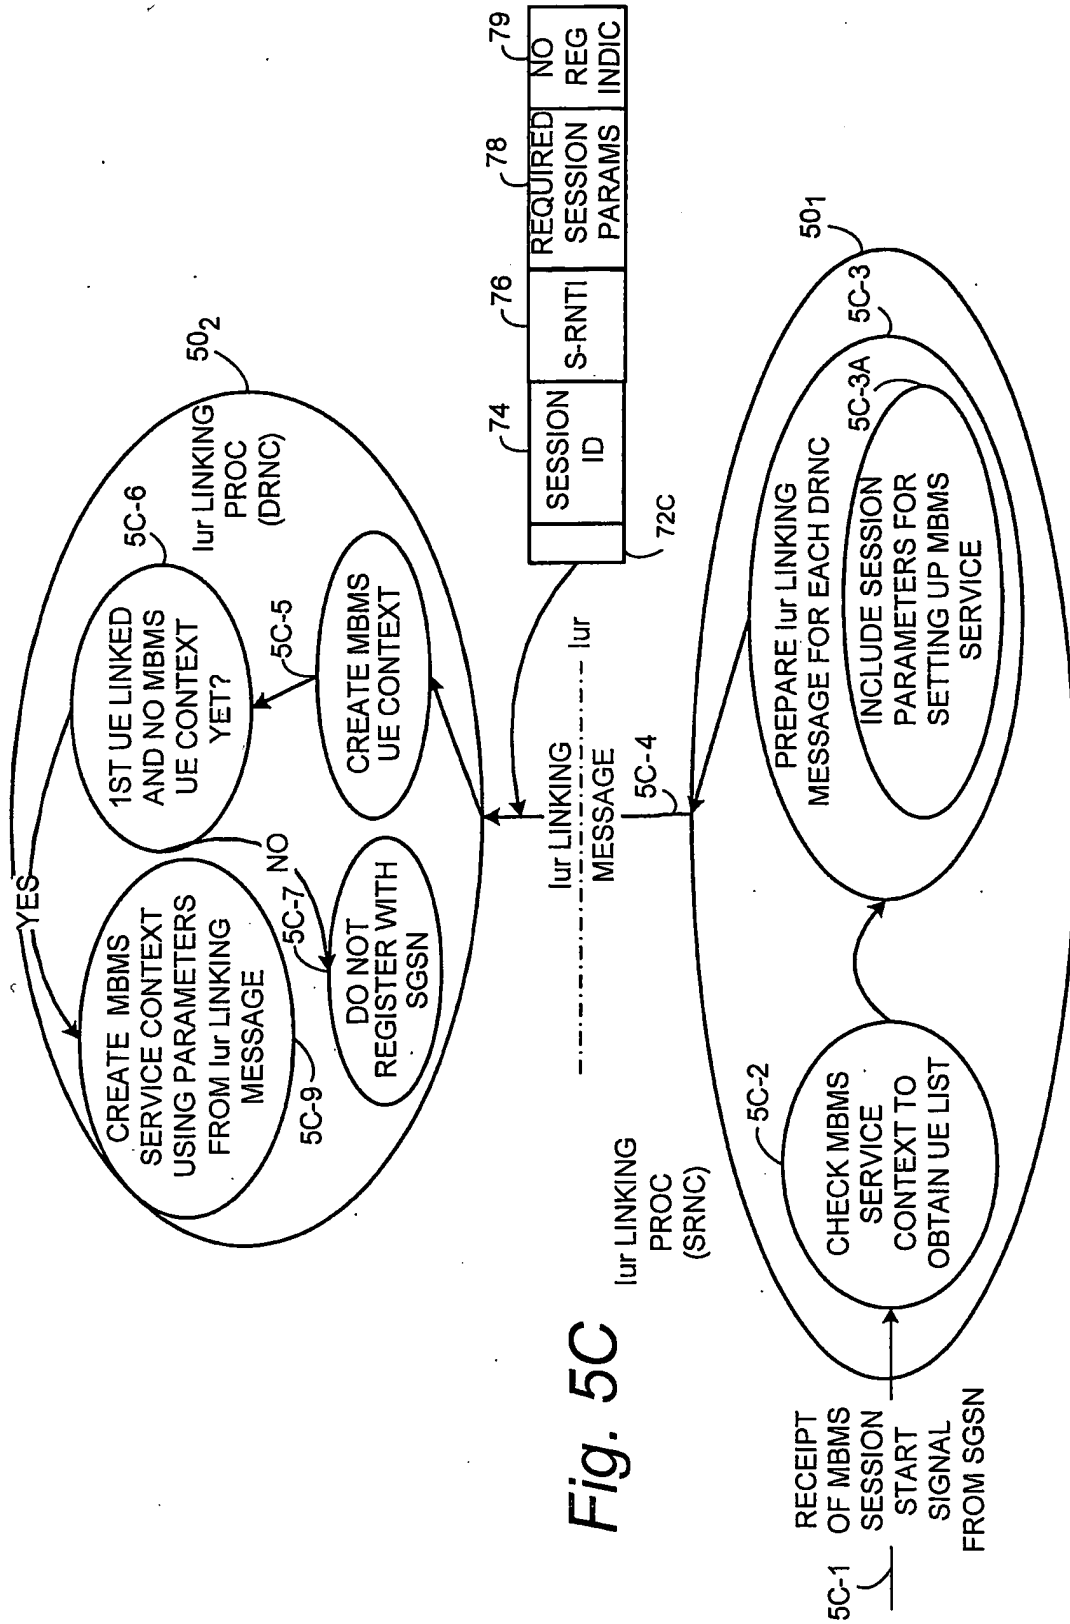 YES
CREATE MBMS
SERVICE CONTEXT
USING PARAMETERS
FROM Iur LINKING
MESSAGE
5C-9
1ST UE LINKED
AND NO MBMS
UE CONTEXT
YET?
5C-6
Iur LINKING
PROC
(DRNC)
50₂
NO
5C-7
DO NOT
REGISTER WITH
SGSN
5C-5
CREATE MBMS
UE CONTEXT
74
76
78
79
SESSION
ID
S-RNTI
REQUIRED
SESSION
PARAMS
NO
REG
INDIC
72C
Iur LINKING
MESSAGE
Iur
5C-4
Fig. 5C
Iur LINKING
PROC
(SRNC)
50₁
5C-1
RECEIPT
OF MBMS
SESSION
START
SIGNAL
FROM SGSN
5C-2
CHECK MBMS
SERVICE
CONTEXT TO
OBTAIN UE LIST
5C-3
PREPARE Iur LINKING
MESSAGE FOR EACH DRNC
5C-3A
INCLUDE SESSION
PARAMETERS FOR
SETTING UP MBMS
SERVICE